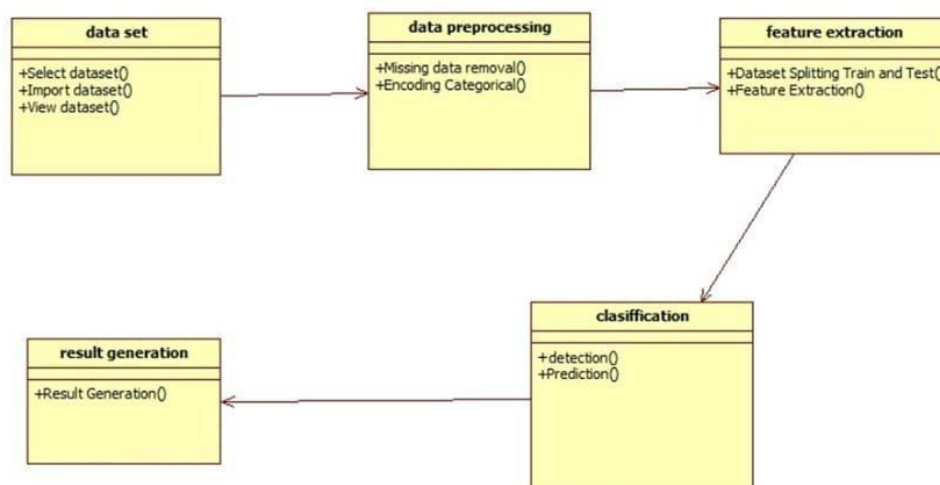 data set
+Select dataset()
+Import dataset()
+View dataset()
data preprocessing
+Missing data removal()
+Encoding Categorical()
feature extraction
+Dataset Splitting Train and Test()
+Feature Extraction()
clasiffication
+detection()
+Prediction()
result generation
+Result Generation()